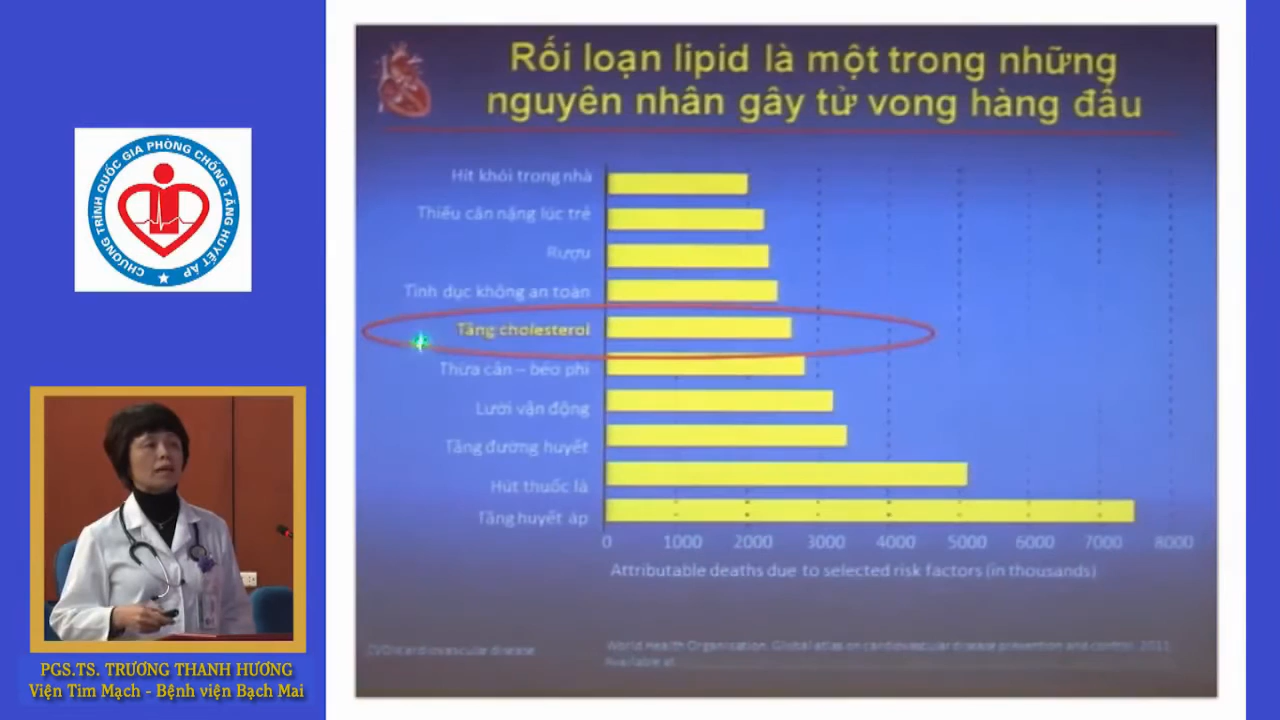 CHƯƠNG TRÌNH QUỐC GIA PHÒNG CHỐNG TĂNG HUYẾT ÁP
Rối loạn lipid là một trong những
nguyên nhân gây tử vong hàng đầu
Hít khói trong nhà
Thiếu cân nặng lúc trẻ
Rượu
Tình dục không an toàn
Tăng cholesterol
Thừa cân – béo phì
Lười vận động
Tăng đường huyết
Hút thuốc lá
Tăng huyết áp
0 1000 2000 3000 4000 5000 6000 7000 8000
Attributable deaths due to selected risk factors (in thousands)
cardiovascular disease
World Health Organisation. Global atlas on cardiovascular disease prevention and control, 2011.
Available at
PGS.TS. TRƯƠNG THANH HƯƠNG
Viện Tim Mạch - Bệnh viện Bạch Mai